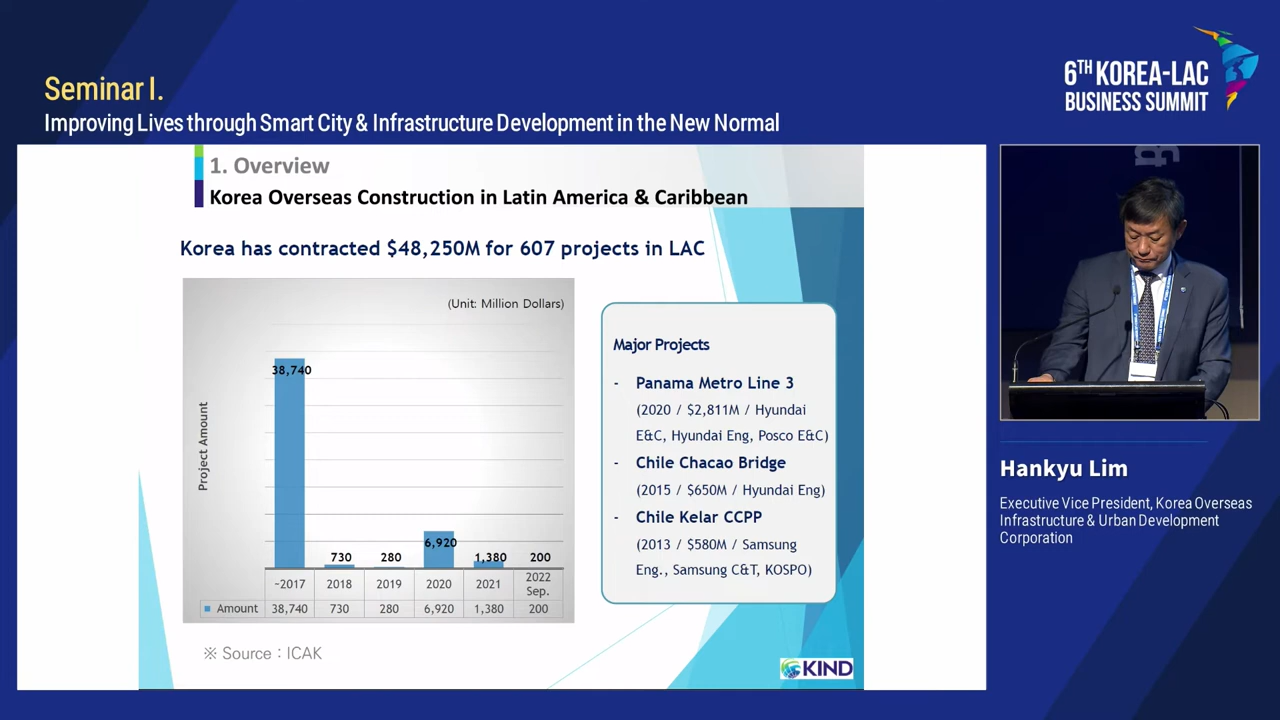 Seminar I.
Improving Lives through Smart City & Infrastructure Development in the New Normal
6TH KOREA-LAC
BUSINESS SUMMIT
1. Overview
Korea Overseas Construction in Latin America & Caribbean
Korea has contracted $48,250M for 607 projects in LAC
(Unit: Million Dollars)
Project Amount
38,740
730
280
6,920
1,380
200
~2017 2018 2019 2020 2021 2022 Sep.
Amount 38,740 730 280 6,920 1,380 200
※ Source : ICAK
Major Projects
- Panama Metro Line 3
(2020 / $2,811M / Hyundai
E&C, Hyundai Eng, Posco E&C)
- Chile Chacao Bridge
(2015 / $650M / Hyundai Eng)
- Chile Kelar CCPP
(2013 / $580M / Samsung
Eng., Samsung C&T, KOSPO)
KIND
Hankyu Lim
Executive Vice President, Korea Overseas
Infrastructure & Urban Development
Corporation